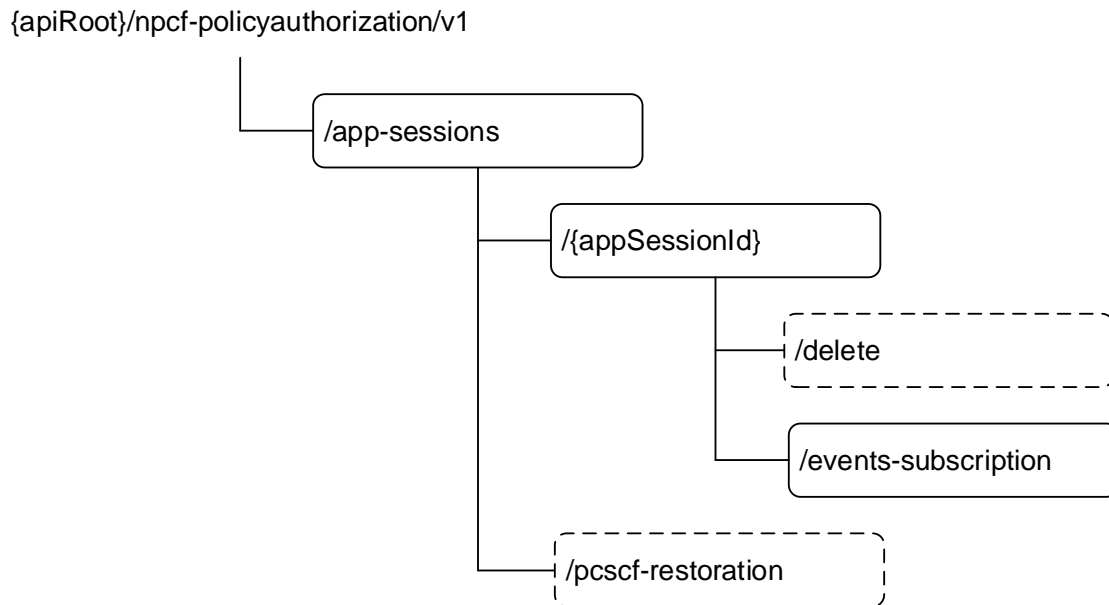 {apiRoot}/npcf-policyauthorization/v1
/app-sessions
/{appSessionId}
/delete
/events-subscription
/pcscf-restoration